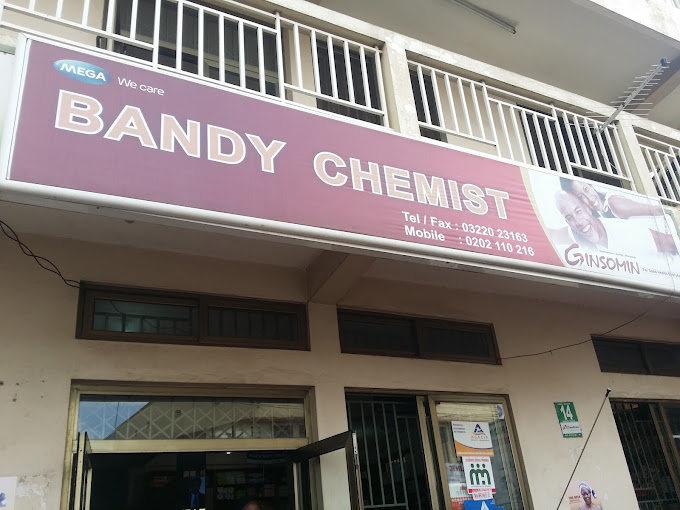 MEGA We care
BANDY CHEMIST
Tel / Fax : 03220 23163
Mobile : 0202 110 216
GINSOMIN
14